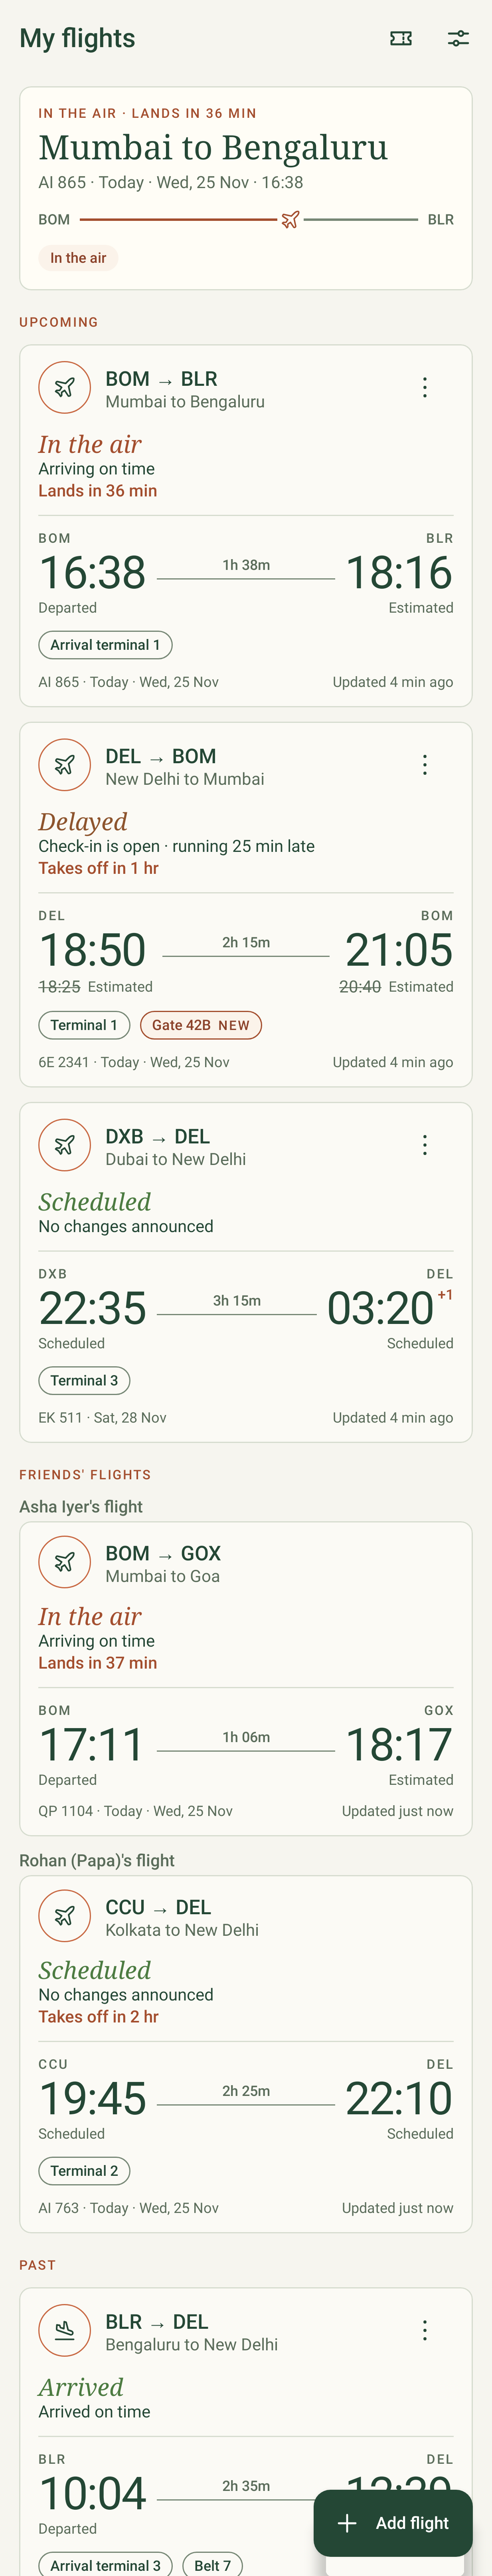 My flights
IN THE AIR · LANDS IN 36 MIN
Mumbai to Bengaluru
AI 865 · Today · Wed, 25 Nov · 16:38
BOM BLR
In the air
UPCOMING
BOM → BLR
Mumbai to Bengaluru
In the air
Arriving on time
Lands in 36 min
BOM BLR
16:38 1h 38m 18:16
Departed Estimated
Arrival terminal 1
AI 865 · Today · Wed, 25 Nov Updated 4 min ago
DEL → BOM
New Delhi to Mumbai
Delayed
Check-in is open · running 25 min late
Takes off in 1 hr
DEL BOM
18:50 2h 15m 21:05
18:25 Estimated 20:40 Estimated
Terminal 1 Gate 42B NEW
6E 2341 · Today · Wed, 25 Nov Updated 4 min ago
DXB → DEL
Dubai to New Delhi
Scheduled
No changes announced
DXB DEL
22:35 3h 15m 03:20 +1
Scheduled Scheduled
Terminal 3
EK 511 · Sat, 28 Nov Updated 4 min ago
FRIENDS' FLIGHTS
Asha Iyer's flight
BOM → GOX
Mumbai to Goa
In the air
Arriving on time
Lands in 37 min
BOM GOX
17:11 1h 06m 18:17
Departed Estimated
QP 1104 · Today · Wed, 25 Nov Updated just now
Rohan (Papa)'s flight
CCU → DEL
Kolkata to New Delhi
Scheduled
No changes announced
Takes off in 2 hr
CCU DEL
19:45 2h 25m 22:10
Scheduled Scheduled
Terminal 2
AI 763 · Today · Wed, 25 Nov Updated just now
PAST
BLR → DEL
Bengaluru to New Delhi
Arrived
Arrived on time
BLR DEL
10:04 2h 35m
Departed
Add flight
Arrival terminal 3 Belt 7